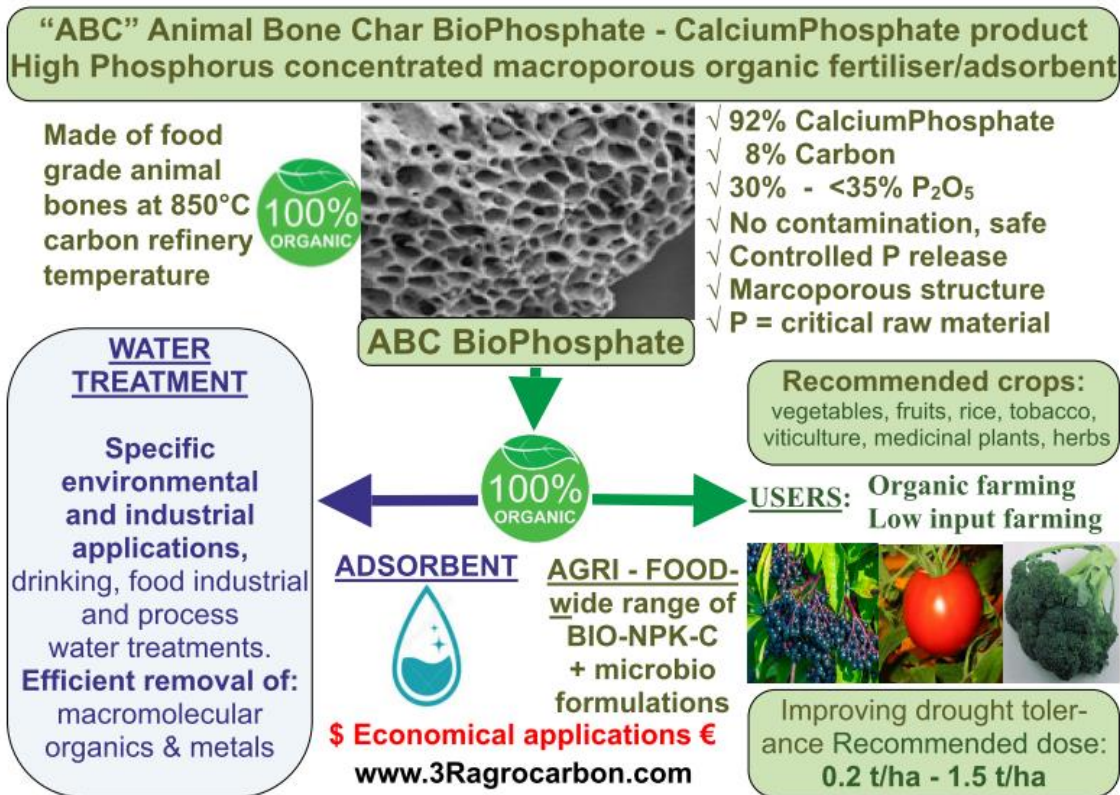 “ABC” Animal Bone Char BioPhosphate - CalciumPhosphate product
High Phosphorus concentrated macroporous organic fertiliser/adsorbent
Made of food
grade animal
bones at 850°C
carbon refinery
temperature
100%
ORGANIC
√ 92% CalciumPhosphate
√ 8% Carbon
√ 30% - <35% P₂O₅
√ No contamination, safe
√ Controlled P release
√ Marcoporous structure
√ P = critical raw material
ABC BioPhosphate
WATER
TREATMENT
Specific
environmental
and industrial
applications,
drinking, food industrial
and process
water treatments.
Efficient removal of:
macromolecular
organics & metals
100%
ORGANIC
ADSORBENT
AGRI - FOOD-
wide range of
BIO-NPK-C
+ microbio
formulations
$ Economical applications €
www.3Ragrocarbon.com
Recommended crops:
vegetables, fruits, rice, tobacco,
viticulture, medicinal plants, herbs
USERS: Organic farming
Low input farming
Improving drought toler-
ance Recommended dose:
0.2 t/ha - 1.5 t/ha